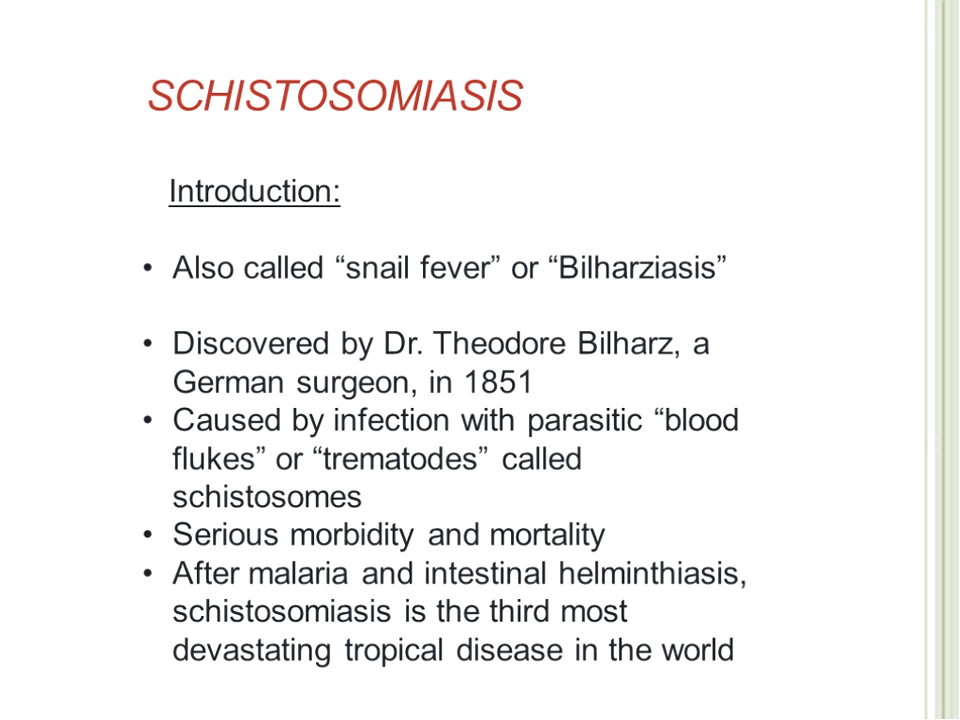 SCHISTOSOMIASIS
Introduction:
• Also called “snail fever” or “Bilharziasis”
• Discovered by Dr. Theodore Bilharz, a
German surgeon, in 1851
• Caused by infection with parasitic “blood
flukes” or “trematodes” called
schistosomes
• Serious morbidity and mortality
• After malaria and intestinal helminthiasis,
schistosomiasis is the third most
devastating tropical disease in the world